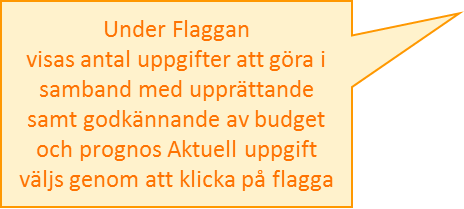 Under Flaggan
visas antal uppgifter att göra i
samband med upprättande
samt godkännande av budget
och prognos Aktuell uppgift
väljs genom att klicka på flagga